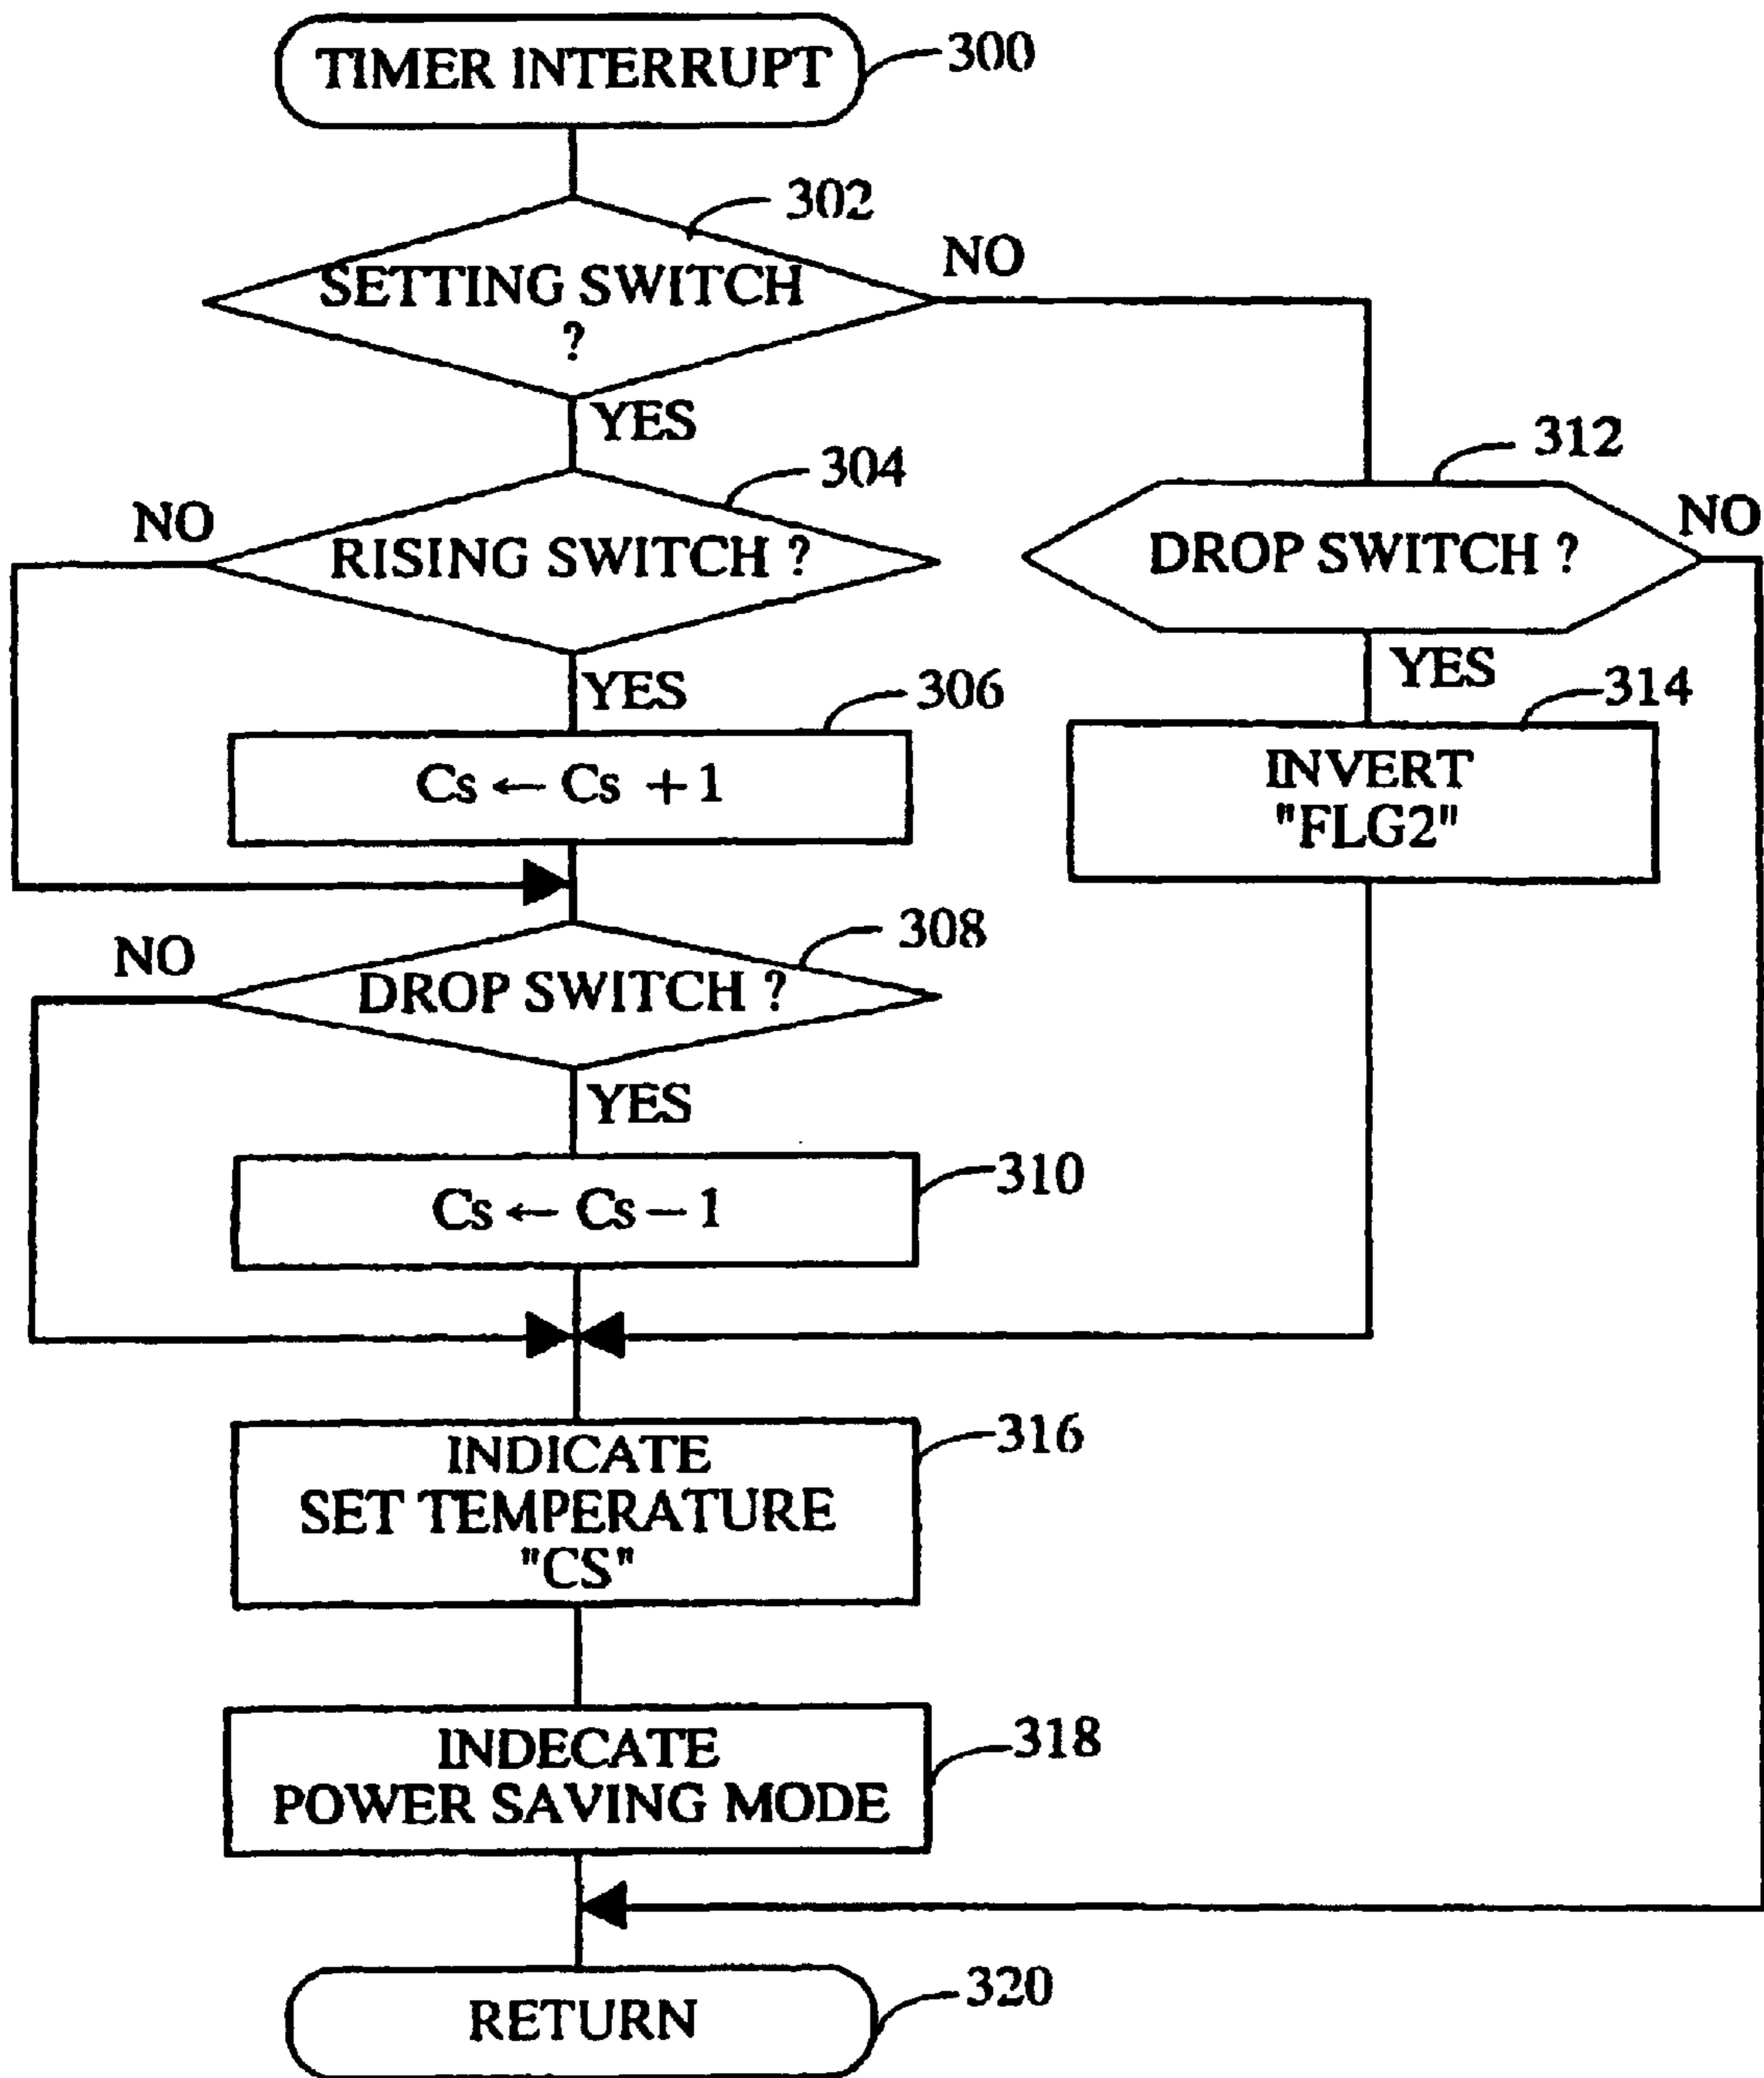 TIMER INTERRUPT
300
302
SETTING SWITCH
?
NO
YES
304
NO
RISING SWITCH ?
YES
306
Cs ← Cs + 1
312
DROP SWITCH ?
NO
YES
314
INVERT
"FLG2"
308
NO
DROP SWITCH ?
YES
310
Cs ← Cs − 1
316
INDICATE
SET TEMPERATURE
"CS"
318
INDECATE
POWER SAVING MODE
320
RETURN